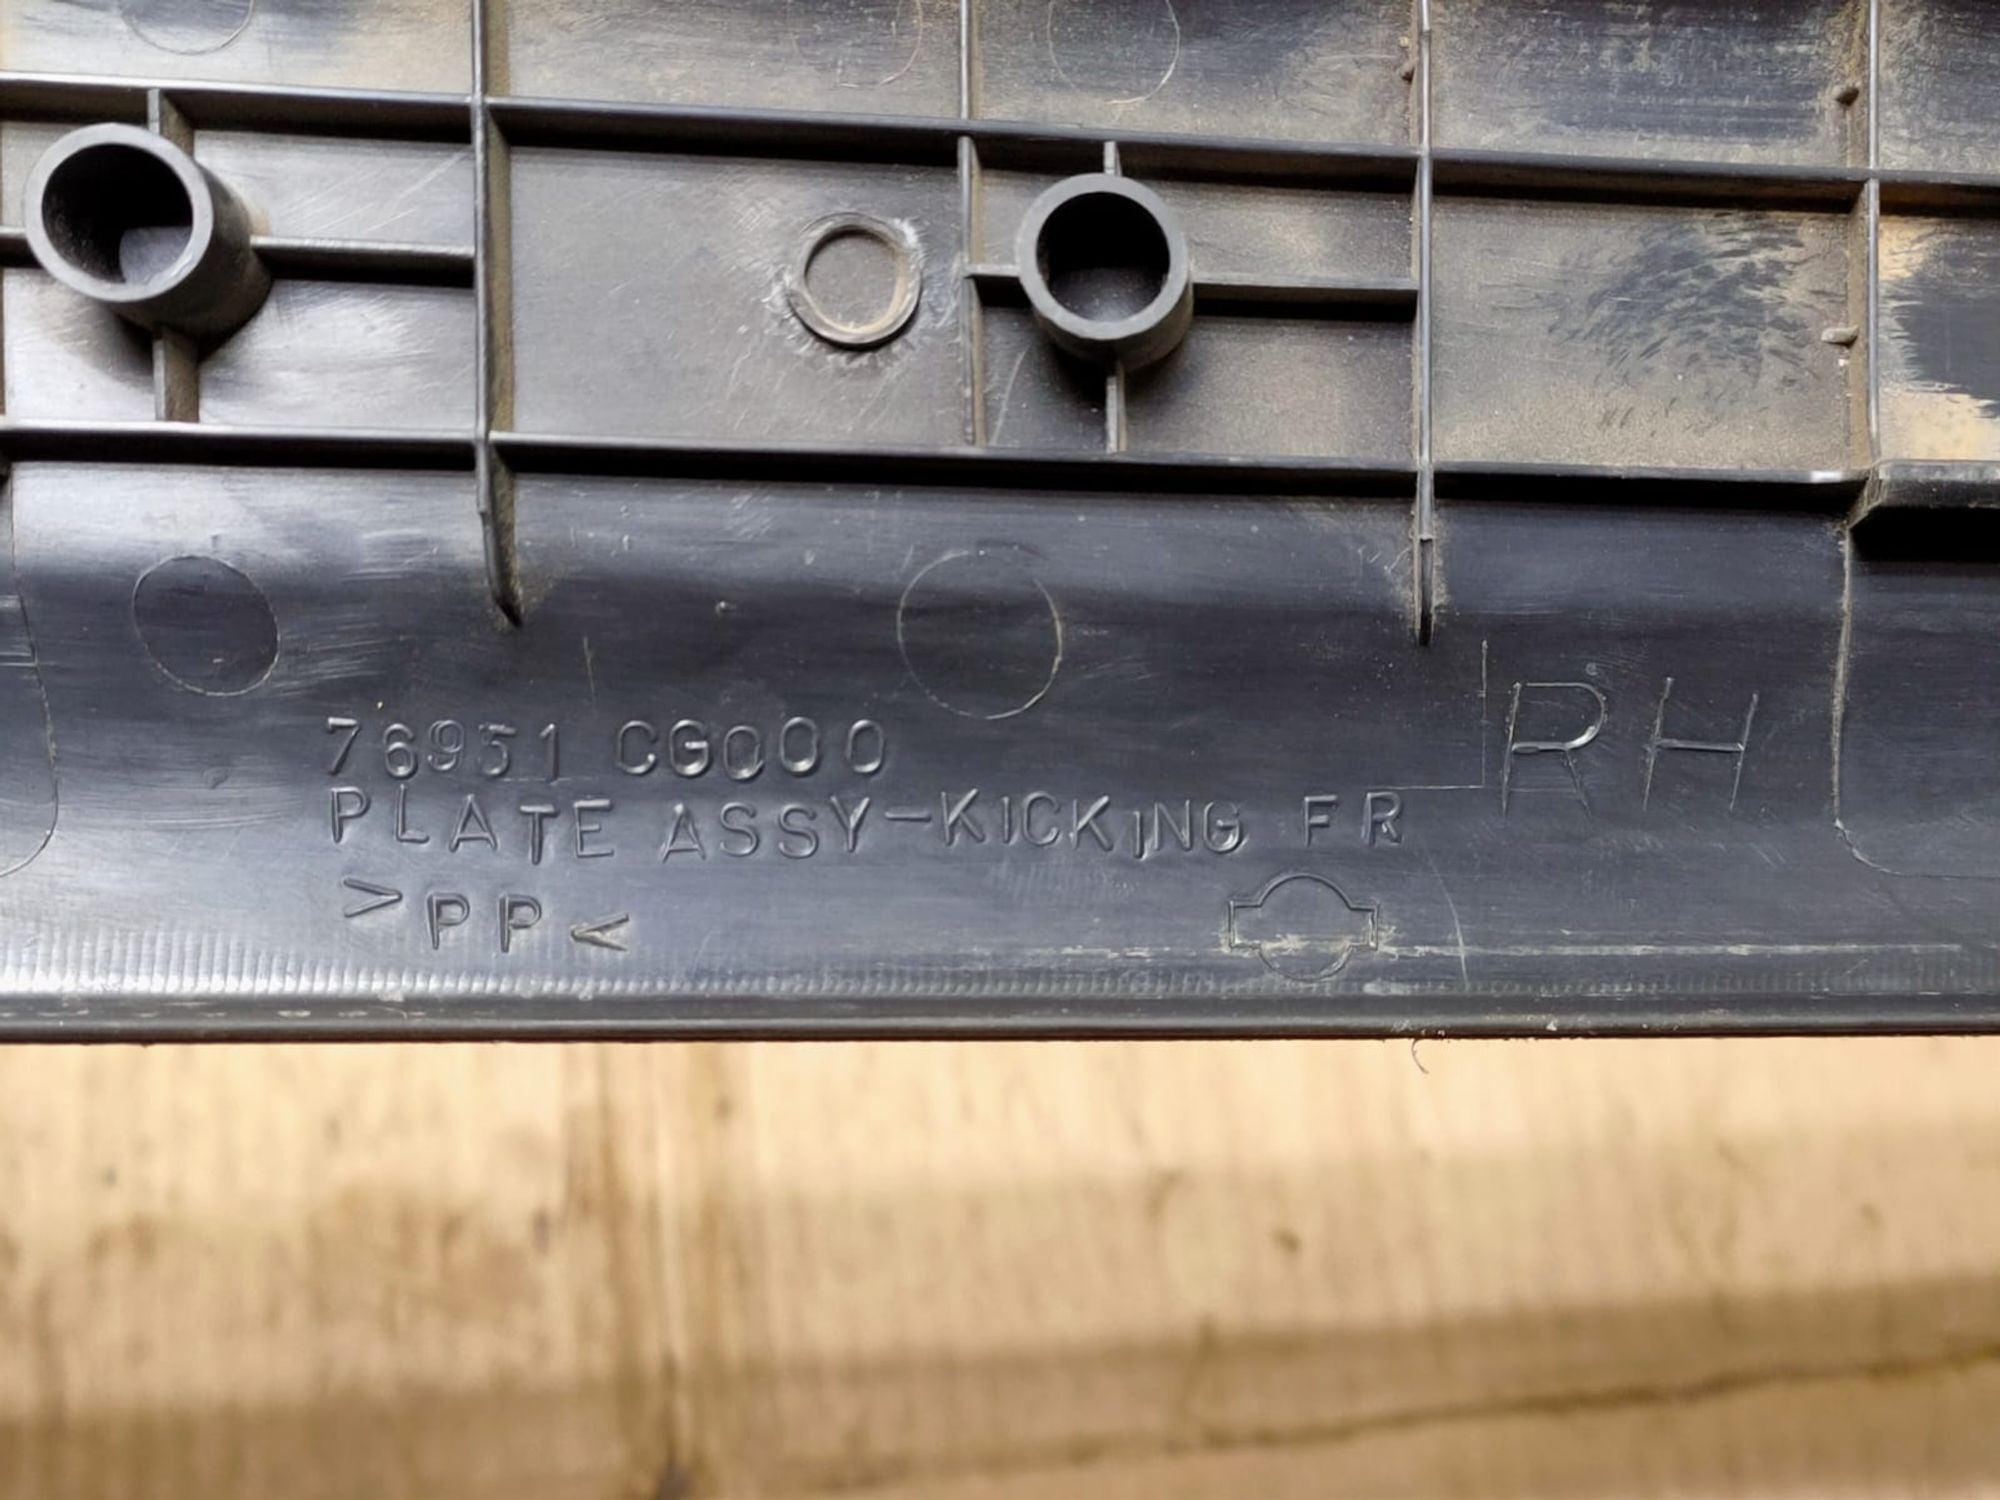 76951 CG000
PLATE ASSY-KICKING FR
RH
>PP<